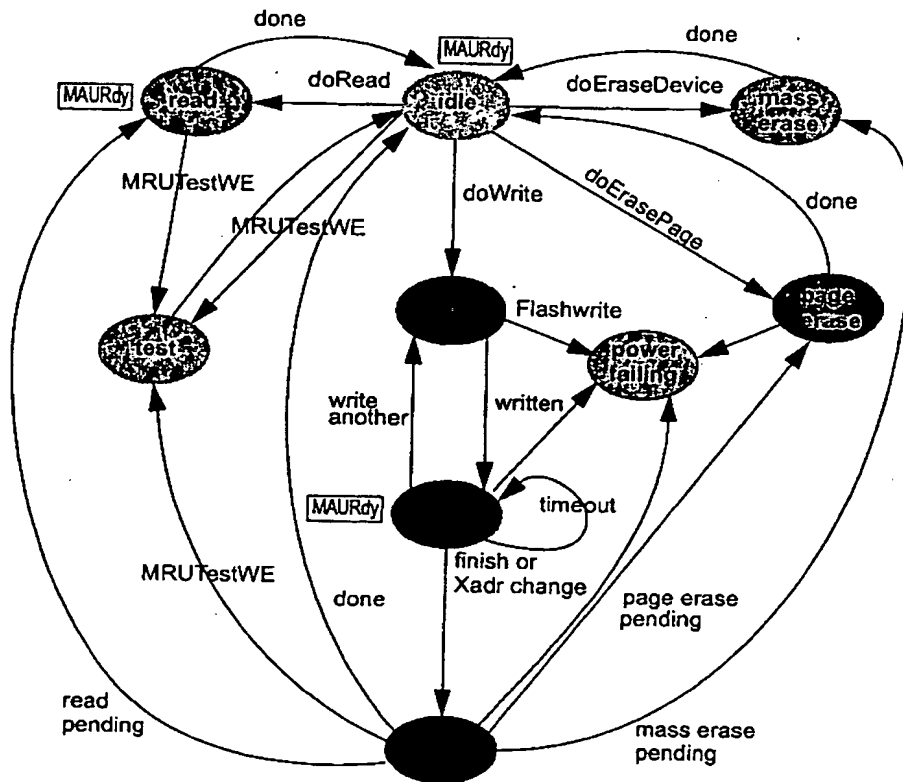 done
MAURdy
done
MAURdy
read
doRead
idle
doEraseDevice
mass
erase
MRUTestWE
MRUTestWE
doWrite
doErasePage
done
Flashwrite
page
erase
test
power
failing
write
another
written
MAURdy
timeout
MRUTestWE
done
finish or
Xadr change
page erase
pending
read
pending
mass erase
pending